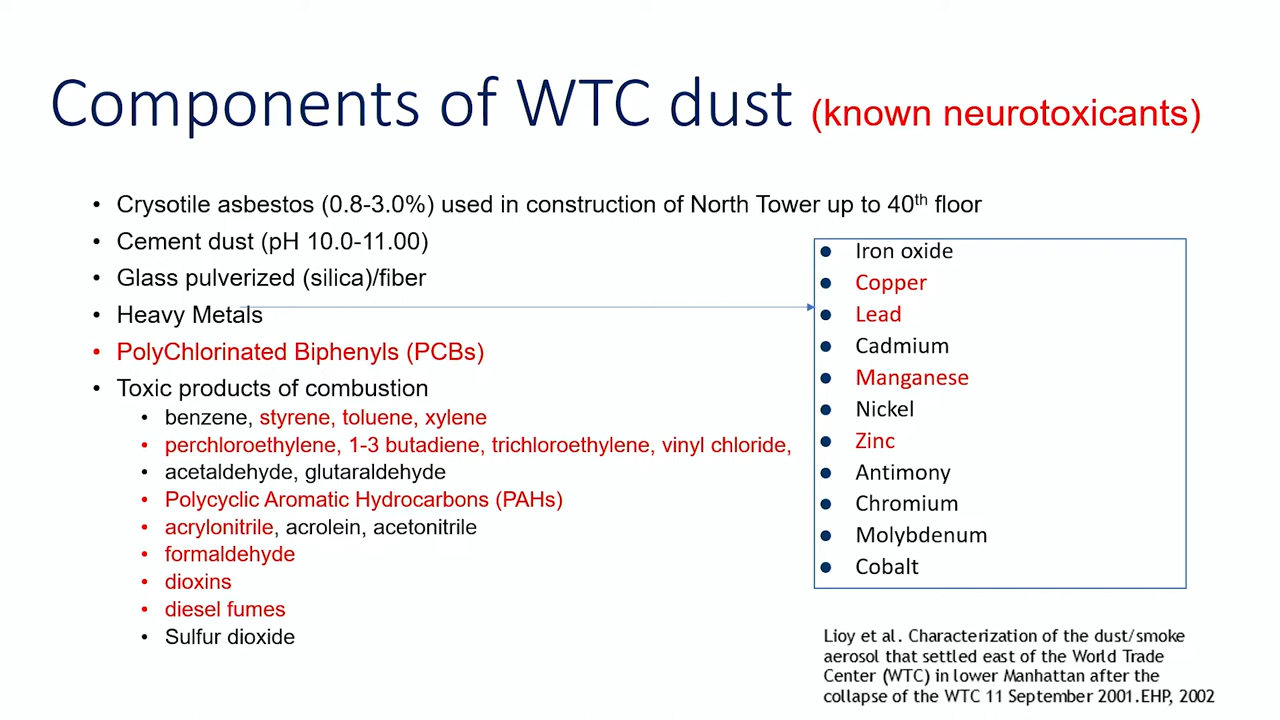 Components of WTC dust (known neurotoxicants)
• Crysotile asbestos (0.8-3.0%) used in construction of North Tower up to 40th floor
• Cement dust (pH 10.0-11.00)
• Glass pulverized (silica)/fiber
• Heavy Metals
• PolyChlorinated Biphenyls (PCBs)
• Toxic products of combustion
• benzene, styrene, toluene, xylene
• perchloroethylene, 1-3 butadiene, trichloroethylene, vinyl chloride,
• acetaldehyde, glutaraldehyde
• Polycyclic Aromatic Hydrocarbons (PAHs)
• acrylonitrile, acrolein, acetonitrile
• formaldehyde
• dioxins
• diesel fumes
• Sulfur dioxide
● Iron oxide
● Copper
● Lead
● Cadmium
● Manganese
● Nickel
● Zinc
● Antimony
● Chromium
● Molybdenum
● Cobalt
Lioy et al. Characterization of the dust/smoke
aerosol that settled east of the World Trade
Center (WTC) in lower Manhattan after the
collapse of the WTC 11 September 2001.EHP, 2002